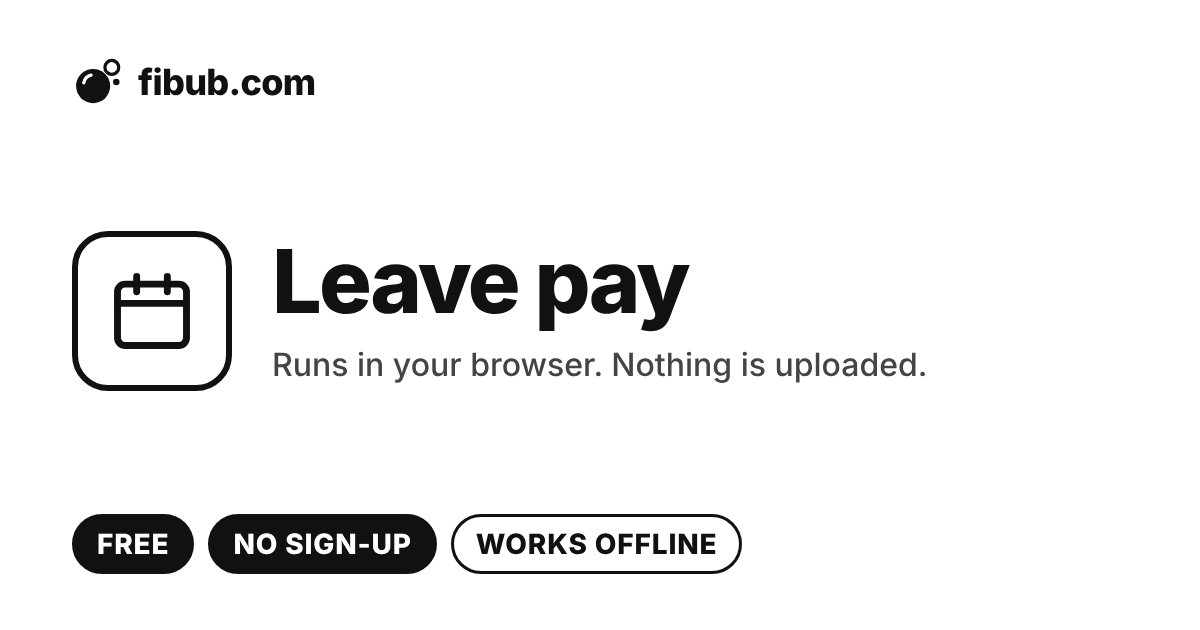 fibub.com
Leave pay
Runs in your browser. Nothing is uploaded.
FREE
NO SIGN-UP
WORKS OFFLINE